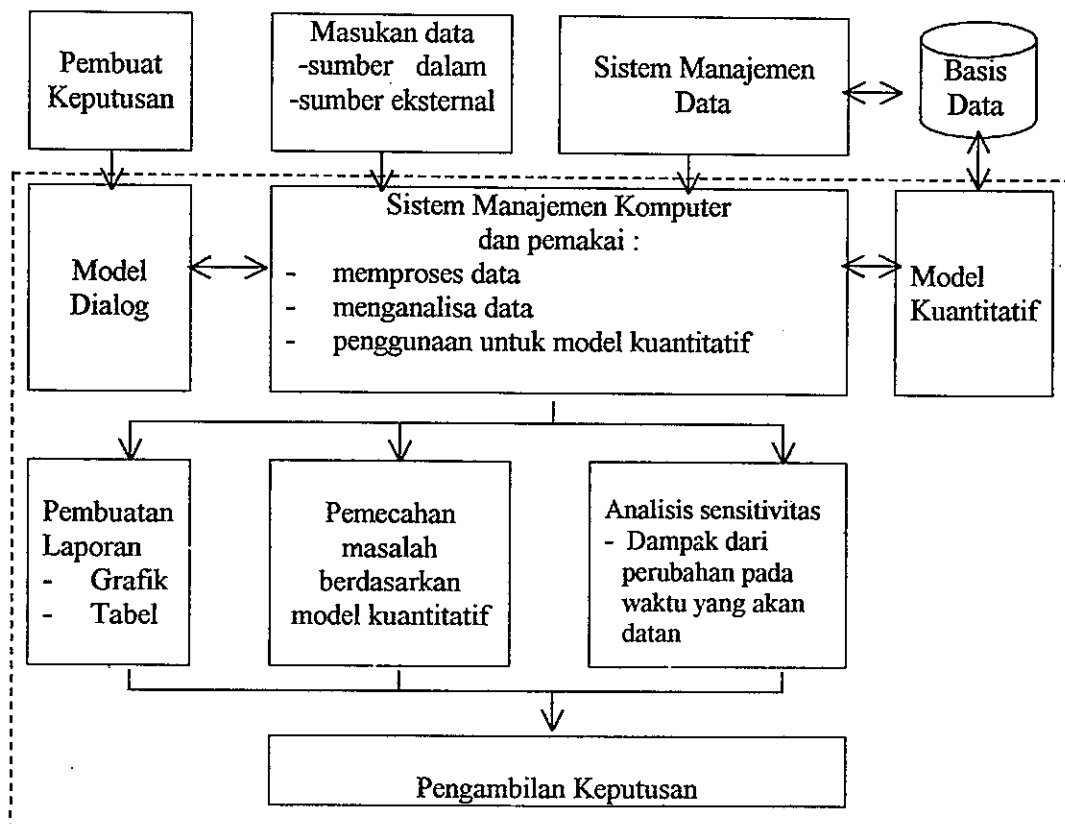 Pembuat
Keputusan
Masukan data
-sumber dalam
-sumber eksternal
Sistem Manajemen
Data
Basis
Data
Model
Dialog
Sistem Manajemen Komputer
dan pemakai :
- memproses data
- menganalisa data
- penggunaan untuk model kuantitatif
Model
Kuantitatif
Pembuatan
Laporan
- Grafik
- Tabel
Pemecahan
masalah
berdasarkan
model kuantitatif
Analisis sensitivitas
- Dampak dari
perubahan pada
waktu yang akan
datan
Pengambilan Keputusan